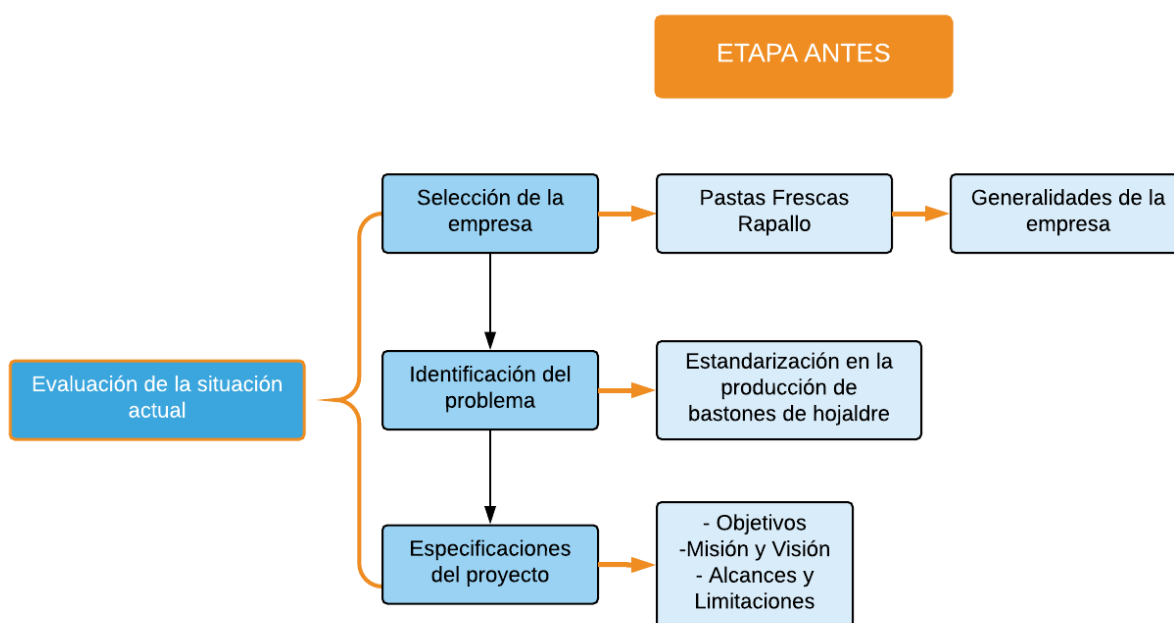 ETAPA ANTES
Selección de la
empresa
Pastas Frescas
Rapallo
Generalidades de la
empresa
Evaluación de la situación
actual
Identificación del
problema
Estandarización en la
producción de
bastones de hojaldre
Especificaciones
del proyecto
- Objetivos
-Misión y Visión
- Alcances y
Limitaciones